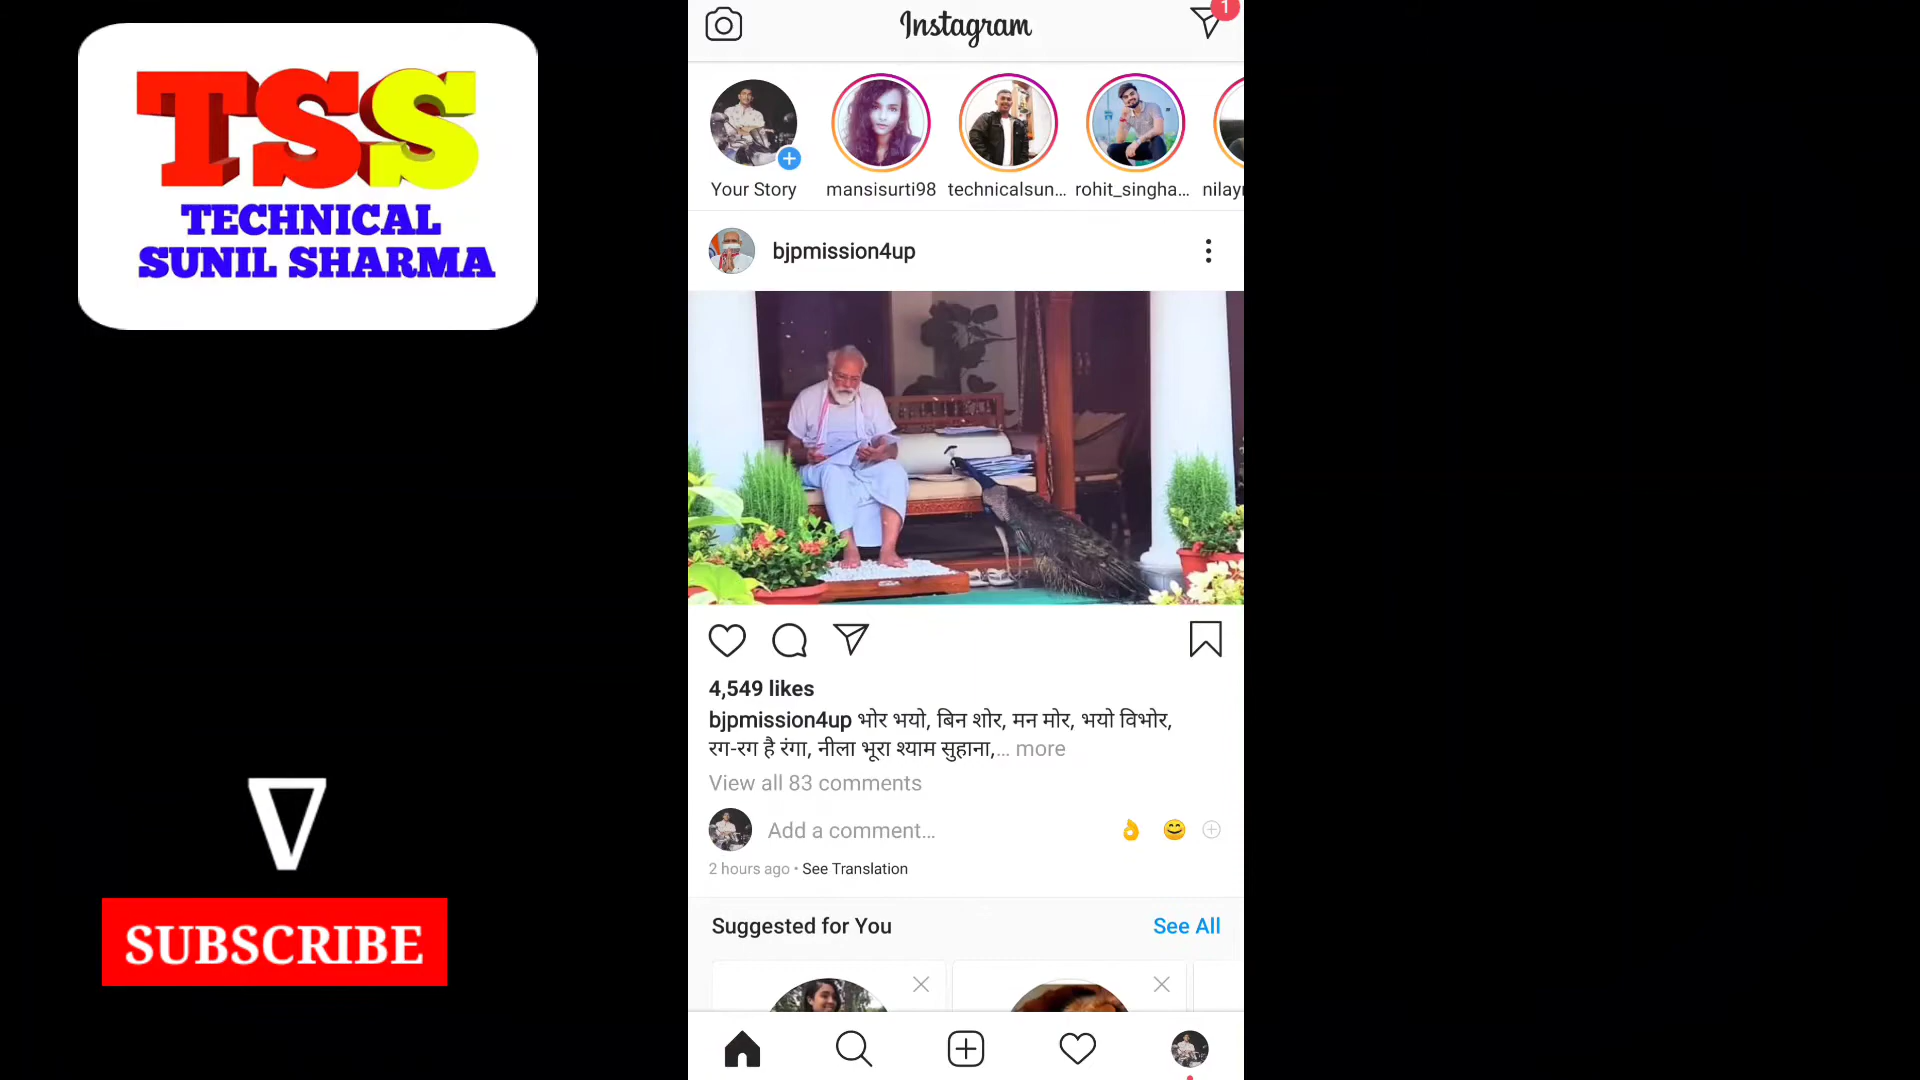 TSS
TECHNICAL
SUNIL SHARMA
SUBSCRIBE
Instagram
1
Your Story
mansisurti98
technicalsun...
rohit_singha...
nilayr
bjpmission4up
4,549 likes
bjpmission4up भोर भयो, बिन शोर, मन मोर, भयो विभोर,
रग-रग है रंगा, नीला भूरा श्याम सुहाना,... more
View all 83 comments
Add a comment...
2 hours ago • See Translation
Suggested for You
See All